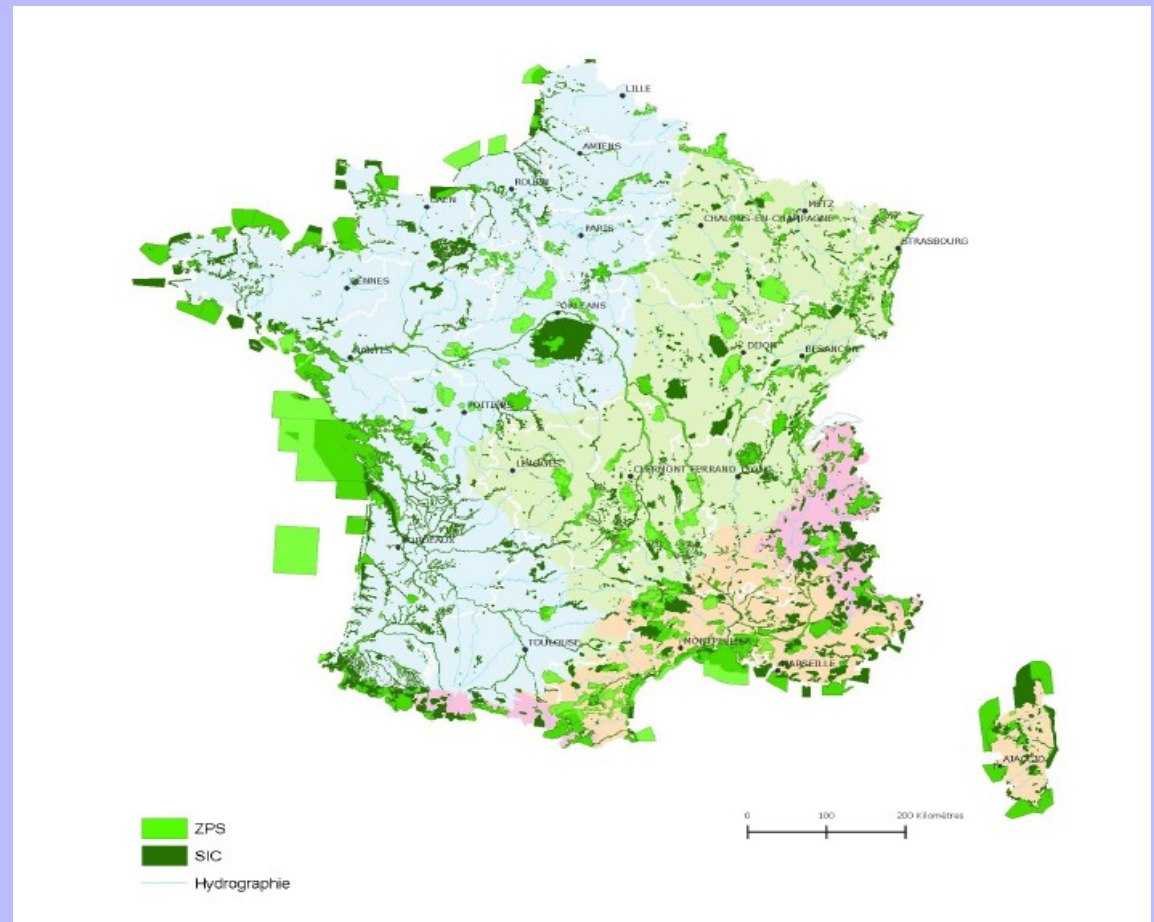 LILLE
AMIENS
ROUEN
CAEN
METZ
CHALONS-EN-CHAMPAGNE
PARIS
STRASBOURG
RENNES
ORLEANS
NANTES
DIJON
BESANCON
POITIERS
LIMOGES
CLERMONT FERRAND
LYON
BORDEAUX
TOULOUSE
MONTPELLIER
MARSEILLE
AJACCIO
0 100 200 Kilomètres
ZPS
SIC
Hydrographie